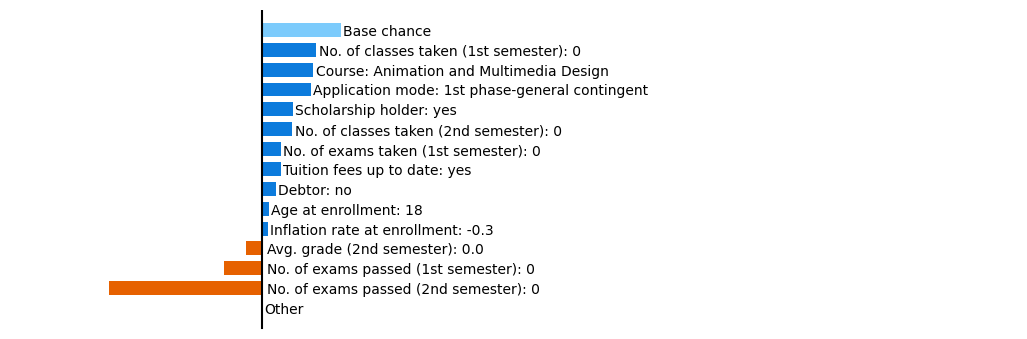 Base chance
No. of classes taken (1st semester): 0
Course: Animation and Multimedia Design
Application mode: 1st phase-general contingent
Scholarship holder: yes
No. of classes taken (2nd semester): 0
No. of exams taken (1st semester): 0
Tuition fees up to date: yes
Debtor: no
Age at enrollment: 18
Inflation rate at enrollment: -0.3
Avg. grade (2nd semester): 0.0
No. of exams passed (1st semester): 0
No. of exams passed (2nd semester): 0
Other